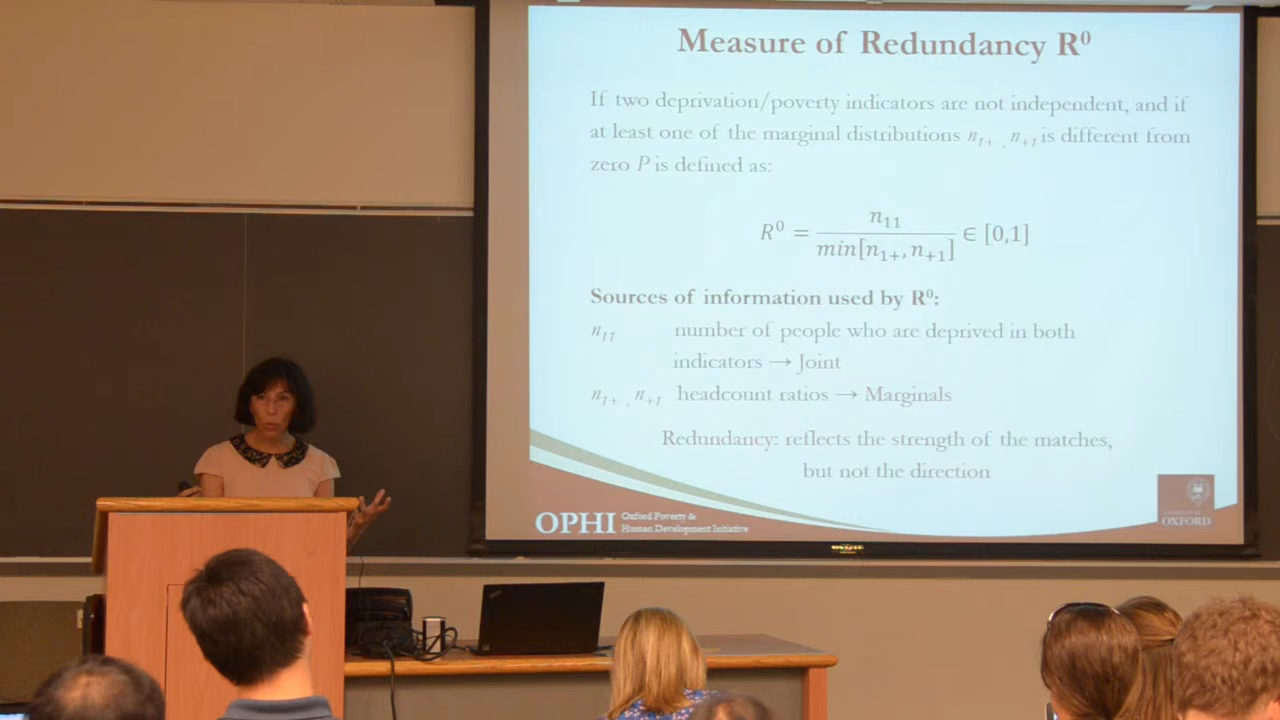 Measure of Redundancy R⁰
If two deprivation/poverty indicators are not independent, and if
at least one of the marginal distributions n₁₊ , n₊₁ is different from
zero P is defined as:
R⁰ = n₁₁ / min[n₁₊, n₊₁] ∈ [0,1]
Sources of information used by R⁰:
n₁₁ number of people who are deprived in both
indicators → Joint
n₁₊ , n₊₁ headcount ratios → Marginals
Redundancy: reflects the strength of the matches,
but not the direction
OPHI Oxford Poverty &
Human Development Initiative
OXFORD